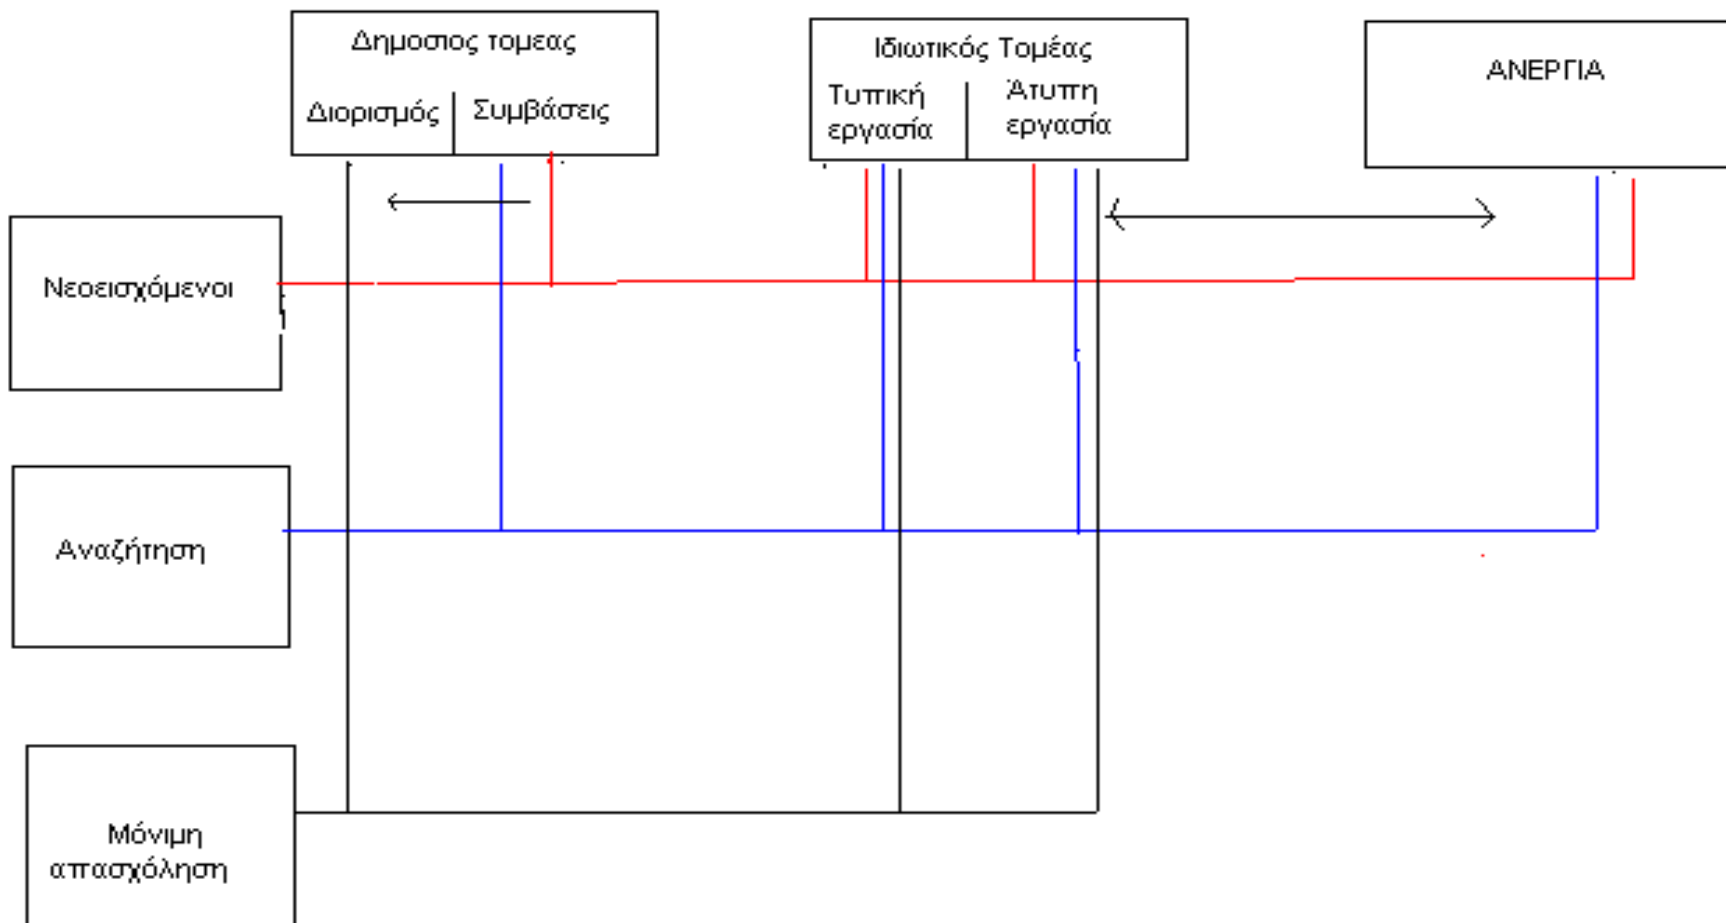 Δημοσιος τομεας
Διορισμός
Συμβάσεις
Ιδιωτικός Τομέας
Τυπική
εργασία
Άτυπη
εργασία
ΑΝΕΡΓΙΑ
Νεοεισχόμενοι
Αναζήτηση
Μόνιμη
απασχόληση